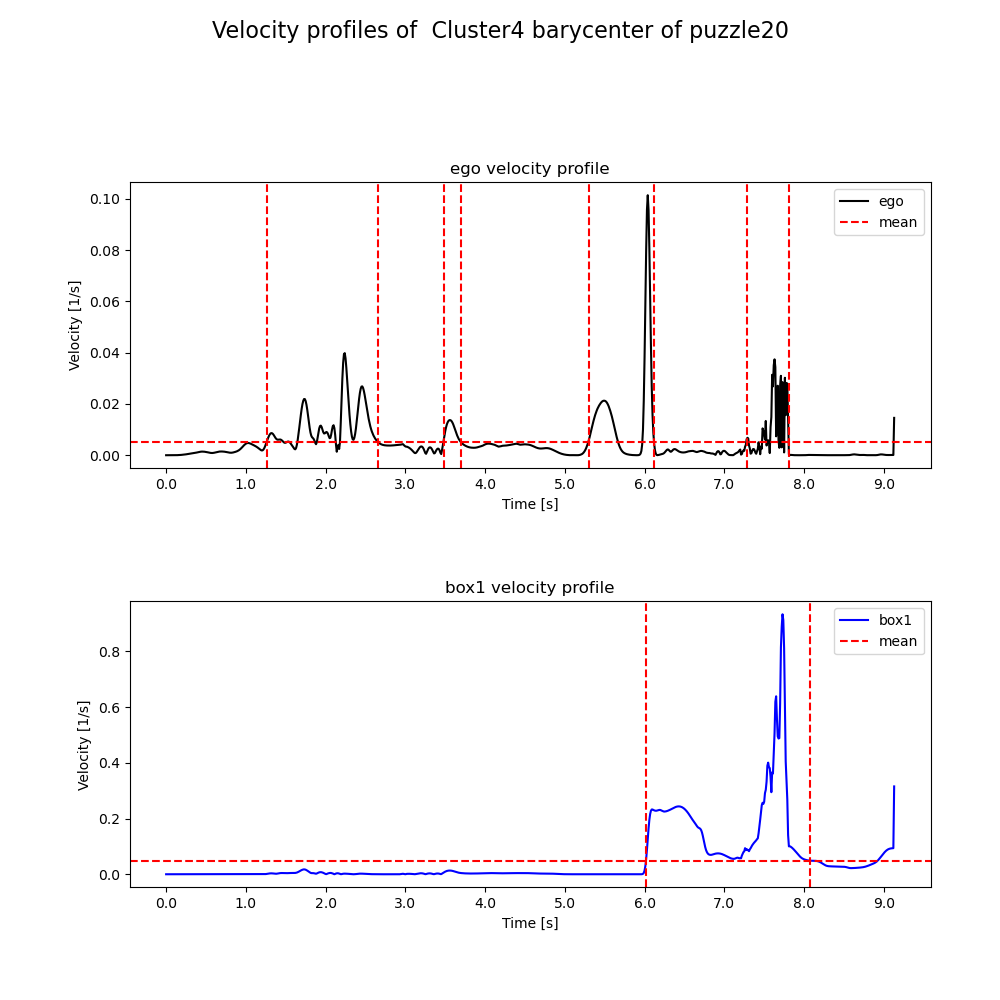 Velocity profiles of  Cluster4 barycenter of puzzle20
ego velocity profile
ego
mean
0.10
0.08
0.06
0.04
0.02
0.00
Velocity [1/s]
0.0 1.0 2.0 3.0 4.0 5.0 6.0 7.0 8.0 9.0
Time [s]
box1 velocity profile
box1
mean
0.8
0.6
0.4
0.2
0.0
Velocity [1/s]
0.0 1.0 2.0 3.0 4.0 5.0 6.0 7.0 8.0 9.0
Time [s]